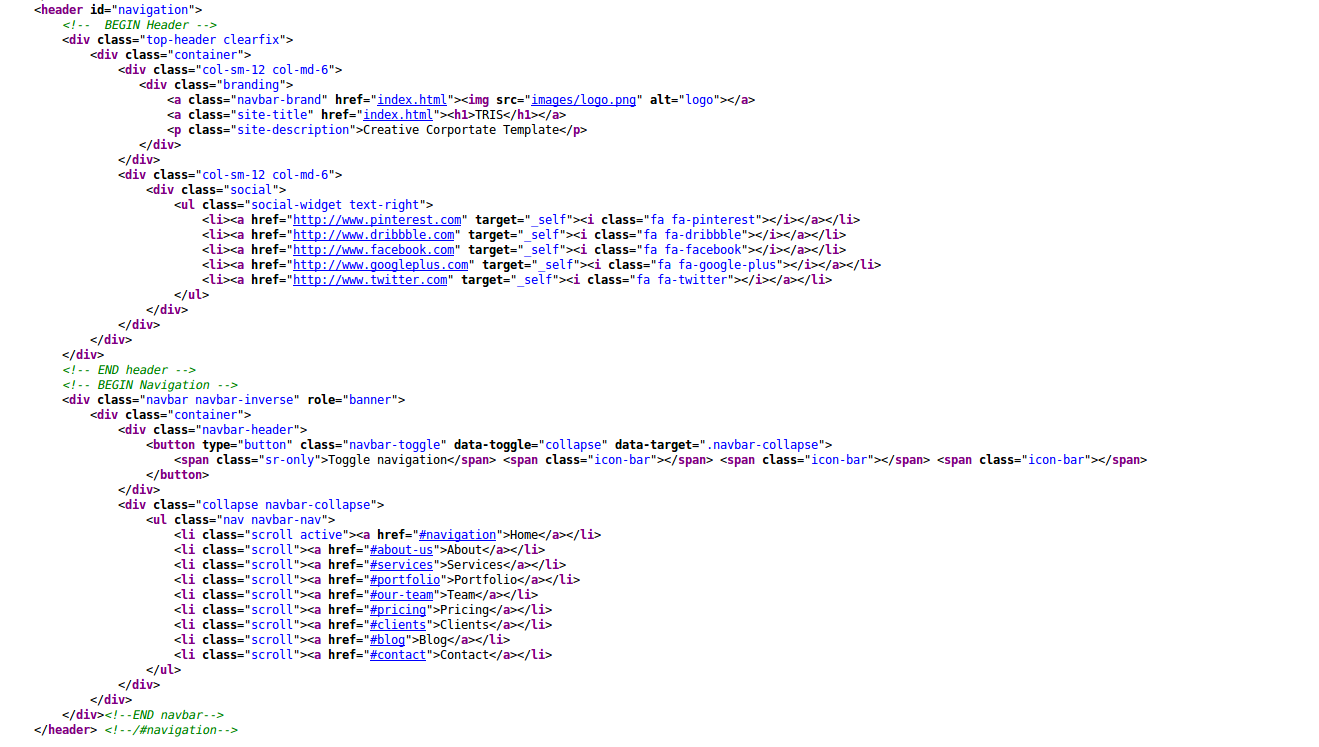 <header id="navigation">
<!--  BEGIN Header -->
<div class="top-header clearfix">
<div class="container">
<div class="col-sm-12 col-md-6">
<div class="branding">
<a class="navbar-brand" href="index.html"><img src="images/logo.png" alt="logo"></a>
<a class="site-title" href="index.html"><h1>TRIS</h1></a>
<p class="site-description">Creative Corportate Template</p>
</div>
</div>
<div class="col-sm-12 col-md-6">
<div class="social">
<ul class="social-widget text-right">
<li><a href="http://www.pinterest.com" target="_self"><i class="fa fa-pinterest"></i></a></li>
<li><a href="http://www.dribbble.com" target="_self"><i class="fa fa-dribbble"></i></a></li>
<li><a href="http://www.facebook.com" target="_self"><i class="fa fa-facebook"></i></a></li>
<li><a href="http://www.googleplus.com" target="_self"><i class="fa fa-google-plus"></i></a></li>
<li><a href="http://www.twitter.com" target="_self"><i class="fa fa-twitter"></i></a></li>
</ul>
</div>
</div>
</div>
</div>
<!-- END header -->
<!-- BEGIN Navigation -->
<div class="navbar navbar-inverse" role="banner">
<div class="container">
<div class="navbar-header">
<button type="button" class="navbar-toggle" data-toggle="collapse" data-target=".navbar-collapse">
<span class="sr-only">Toggle navigation</span> <span class="icon-bar"></span> <span class="icon-bar"></span> <span class="icon-bar"></span>
</button>
</div>
<div class="collapse navbar-collapse">
<ul class="nav navbar-nav">
<li class="scroll active"><a href="#navigation">Home</a></li>
<li class="scroll"><a href="#about-us">About</a></li>
<li class="scroll"><a href="#services">Services</a></li>
<li class="scroll"><a href="#portfolio">Portfolio</a></li>
<li class="scroll"><a href="#our-team">Team</a></li>
<li class="scroll"><a href="#pricing">Pricing</a></li>
<li class="scroll"><a href="#clients">Clients</a></li>
<li class="scroll"><a href="#blog">Blog</a></li>
<li class="scroll"><a href="#contact">Contact</a></li>
</ul>
</div>
</div>
</div><!--END navbar-->
</header> <!--/#navigation-->